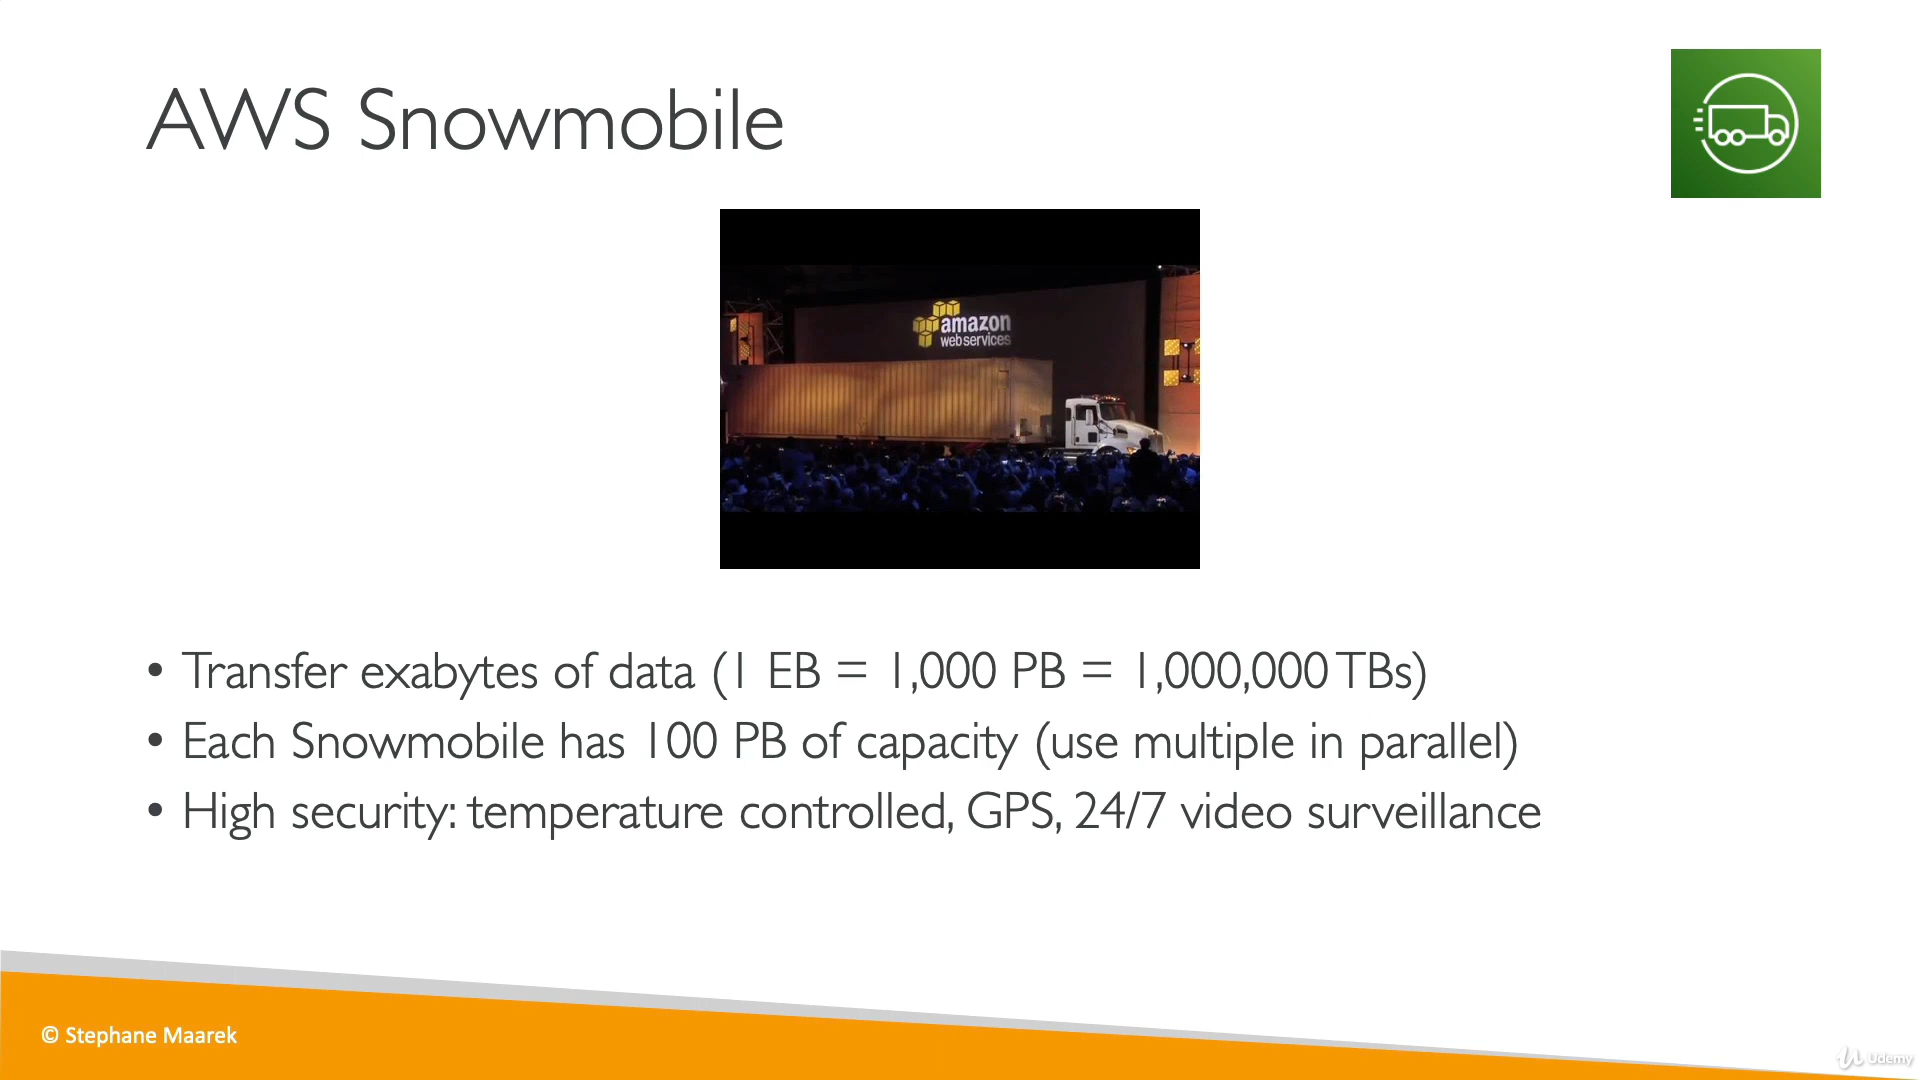 AWS Snowmobile
amazon
webservices
• Transfer exabytes of data (1 EB = 1,000 PB = 1,000,000 TBs)
• Each Snowmobile has 100 PB of capacity (use multiple in parallel)
• High security: temperature controlled, GPS, 24/7 video surveillance
© Stephane Maarek
Udemy